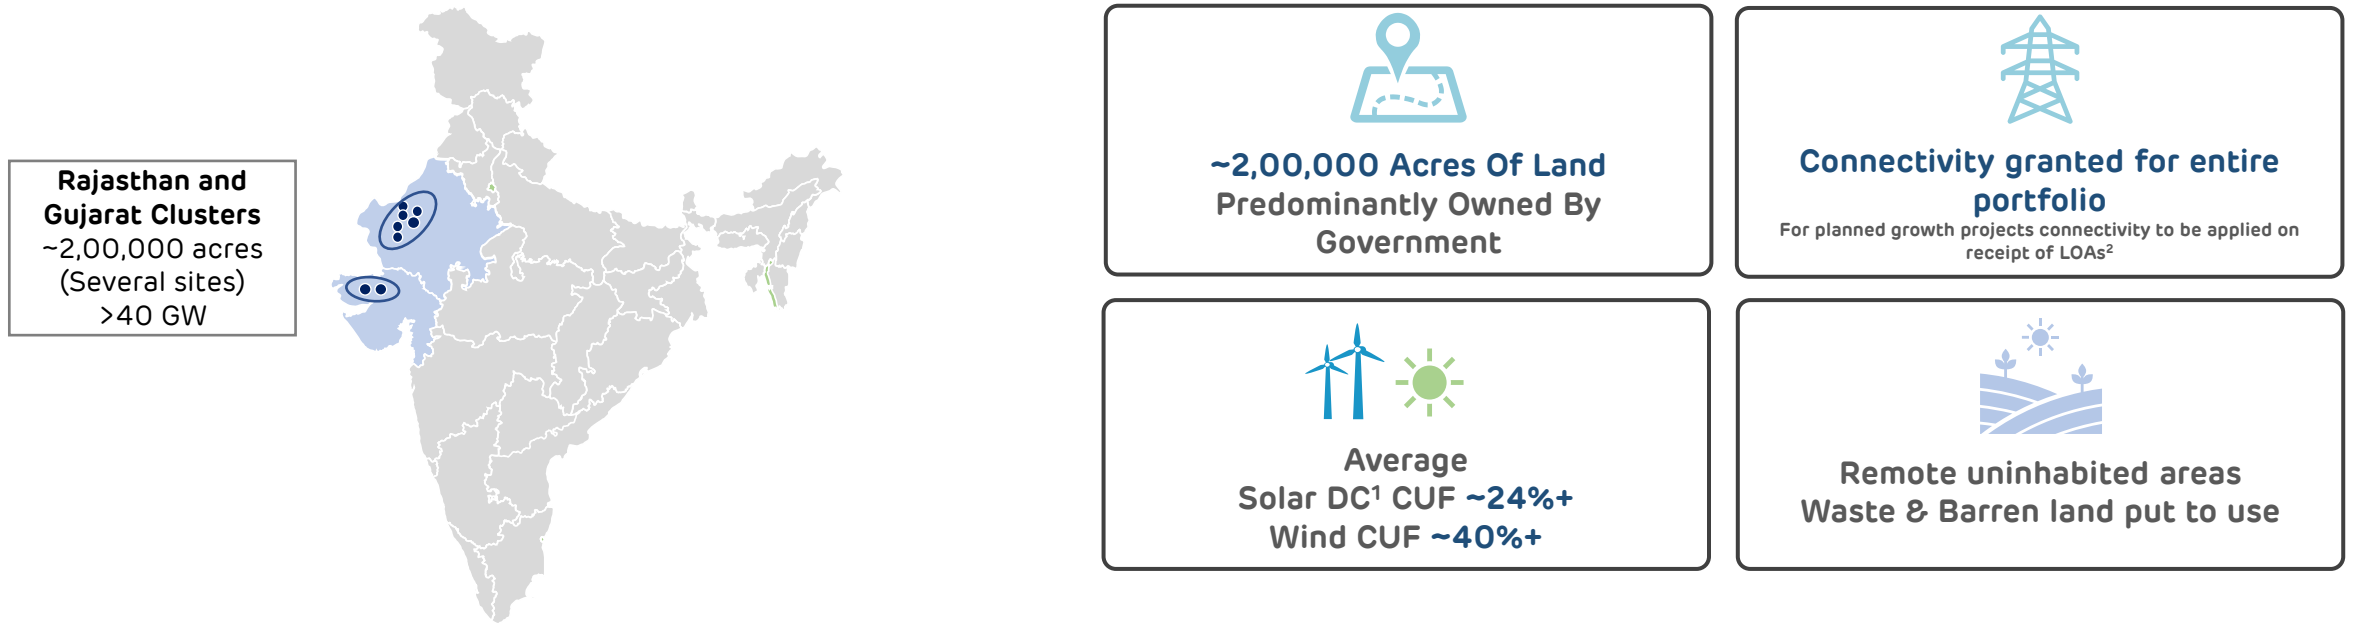 Rajasthan and
Gujarat Clusters
~2,00,000 acres
(Several sites)
>40 GW
~2,00,000 Acres Of Land
Predominantly Owned By
Government
Connectivity granted for entire
portfolio
For planned growth projects connectivity to be applied on
receipt of LOAs²
Average
Solar DC¹ CUF ~24%+
Wind CUF ~40%+
Remote uninhabited areas
Waste & Barren land put to use